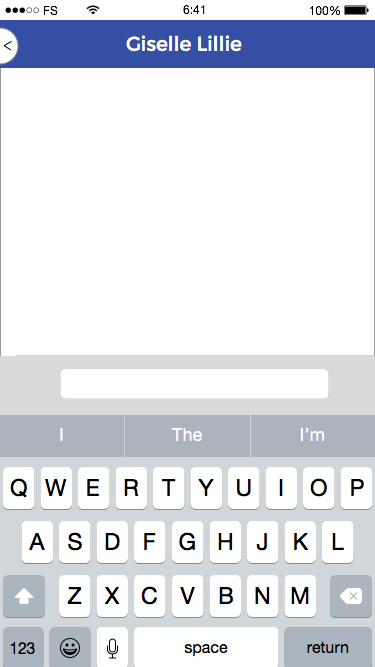 FS 6:41 100%
< Giselle Lillie
I The I'm
Q W E R T Y U I O P
A S D F G H J K L
Z X C V B N M
123 space return